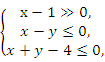 x − 1 ≫ 0,
x − y ≤ 0,
x + y − 4 ≤ 0,